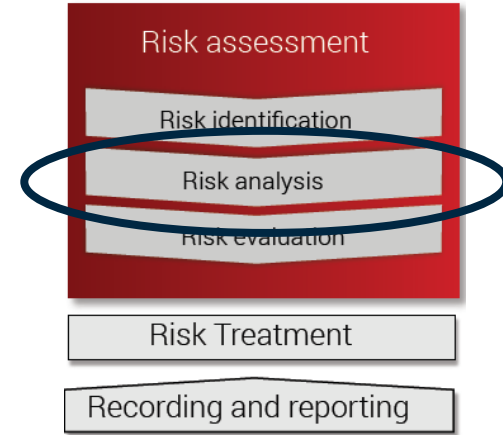 Risk assessment
Risk identification
Risk analysis
Risk evaluation
Risk Treatment
Recording and reporting